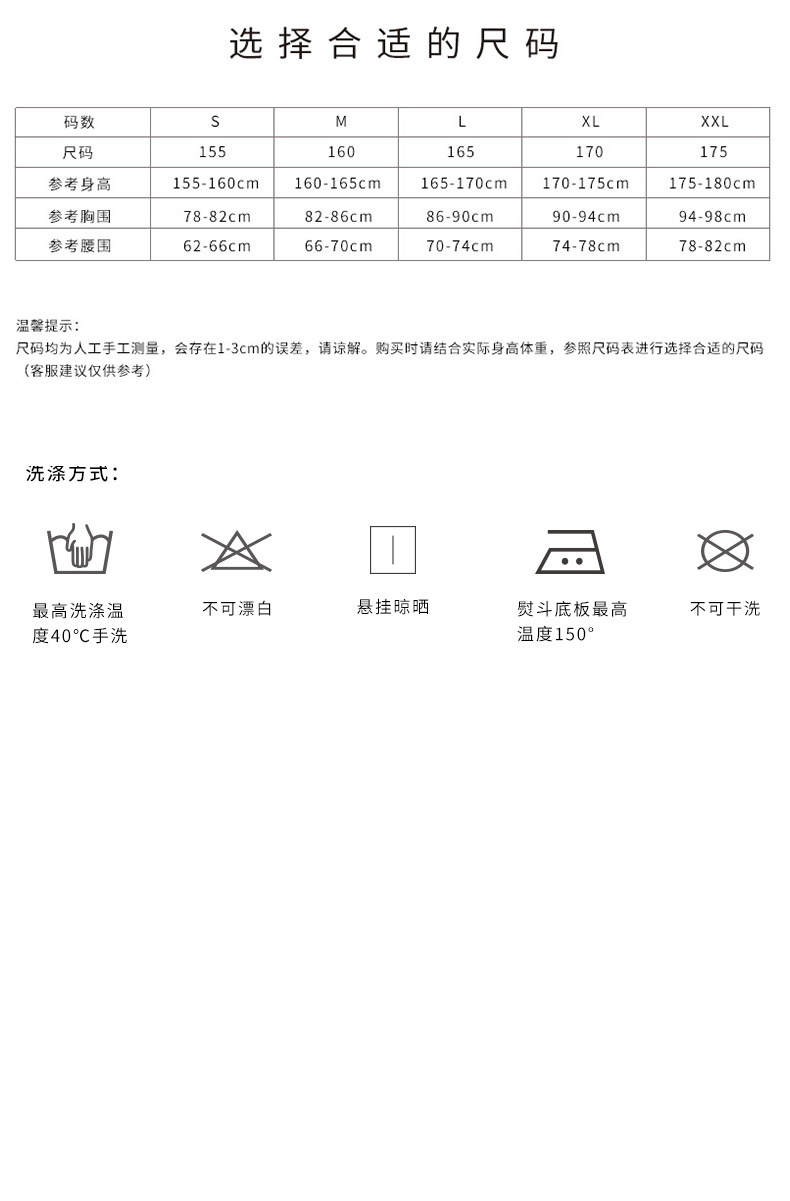 选择合适的尺码
码数 S M L XL XXL
尺码 155 160 165 170 175
参考身高 155-160cm 160-165cm 165-170cm 170-175cm 175-180cm
参考胸围 78-82cm 82-86cm 86-90cm 90-94cm 94-98cm
参考腰围 62-66cm 66-70cm 70-74cm 74-78cm 78-82cm
温馨提示：
尺码均为人工手工测量，会存在1-3cm的误差，请谅解。购买时请结合实际身高体重，参照尺码表进行选择合适的尺码
（客服建议仅供参考）
洗涤方式：
最高洗涤温
度40℃手洗
不可漂白
悬挂晾晒
熨斗底板最高
温度150°
不可干洗